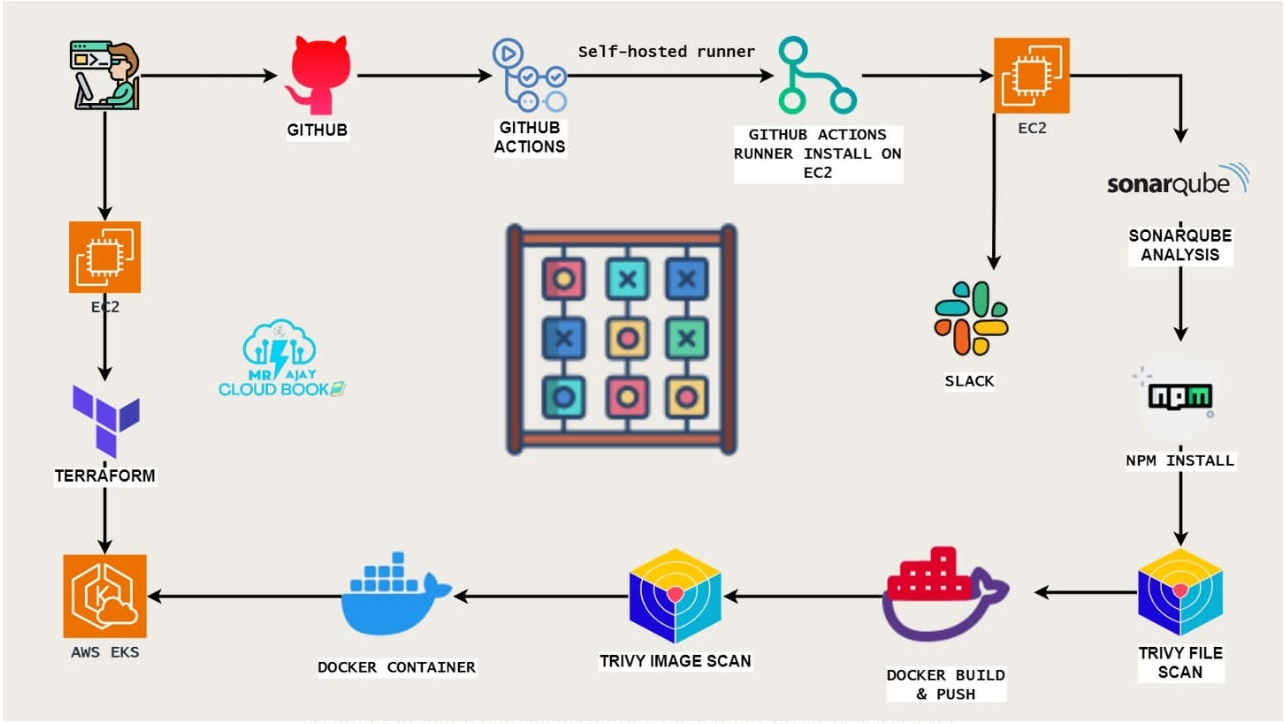 Self-hosted runner
GITHUB
GITHUB
ACTIONS
GITHUB ACTIONS
RUNNER INSTALL ON
EC2
EC2
sonarqube
SONARQUBE
ANALYSIS
EC2
MR AJAY
CLOUD BOOK
SLACK
npm
NPM INSTALL
TERRAFORM
AWS EKS
DOCKER CONTAINER
TRIVY IMAGE SCAN
DOCKER BUILD
& PUSH
TRIVY FILE
SCAN